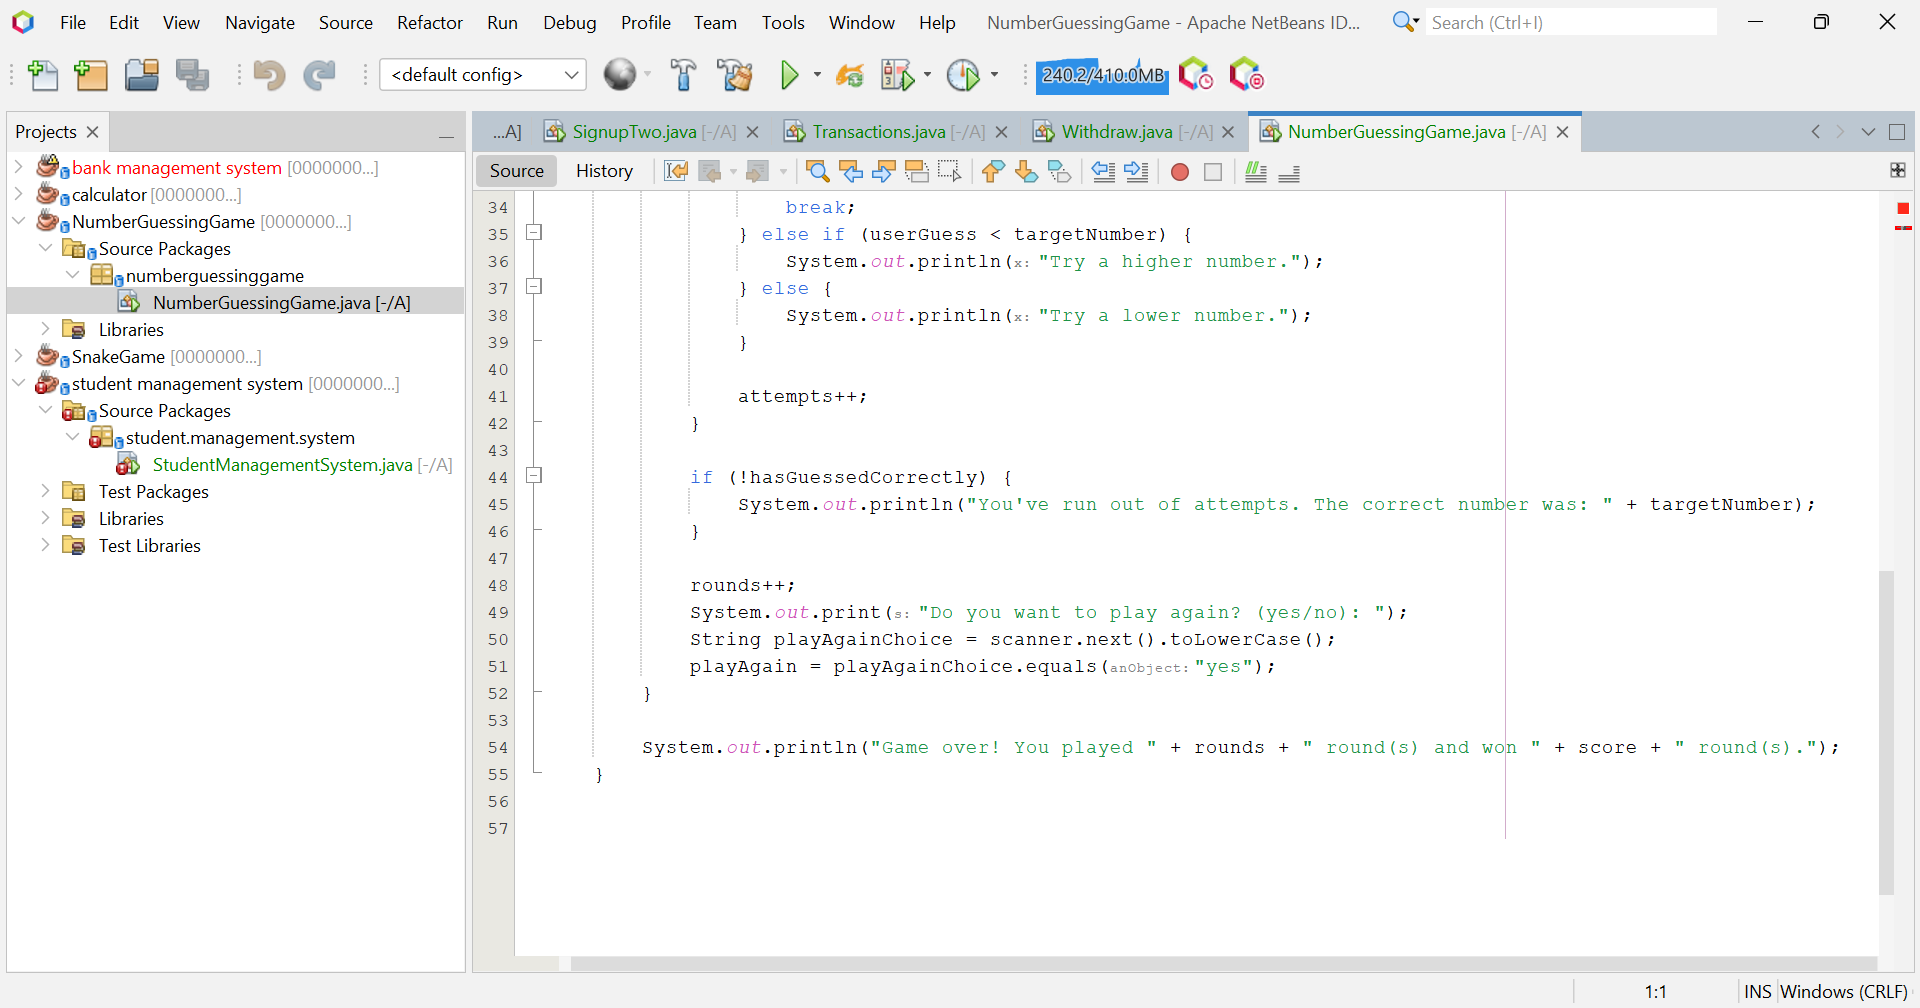 File Edit View Navigate Source Refactor Run Debug Profile Team Tools Window Help NumberGuessingGame - Apache NetBeans ID... Search (Ctrl+I)
<default config> 240.2/410.0MB
Projects
...A] SignupTwo.java [-/A] Transactions.java [-/A] Withdraw.java [-/A] NumberGuessingGame.java [-/A]
Source History
bank management system [0000000...]
calculator [0000000...]
NumberGuessingGame [0000000...]
Source Packages
numberguessinggame
NumberGuessingGame.java [-/A]
Libraries
SnakeGame [0000000...]
student management system [0000000...]
Source Packages
student.management.system
StudentManagementSystem.java [-/A]
Test Packages
Libraries
Test Libraries
34 break;
35 } else if (userGuess < targetNumber) {
36 System.out.println(x: "Try a higher number.");
37 } else {
38 System.out.println(x: "Try a lower number.");
39 }
40
41 attempts++;
42 }
43
44 if (!hasGuessedCorrectly) {
45 System.out.println("You've run out of attempts. The correct number was: " + targetNumber);
46 }
47
48 rounds++;
49 System.out.print(s: "Do you want to play again? (yes/no): ");
50 String playAgainChoice = scanner.next().toLowerCase();
51 playAgain = playAgainChoice.equals(anObject: "yes");
52 }
53
54 System.out.println("Game over! You played " + rounds + " round(s) and won " + score + " round(s).");
55 }
56
57
1:1 INS Windows (CRLF)